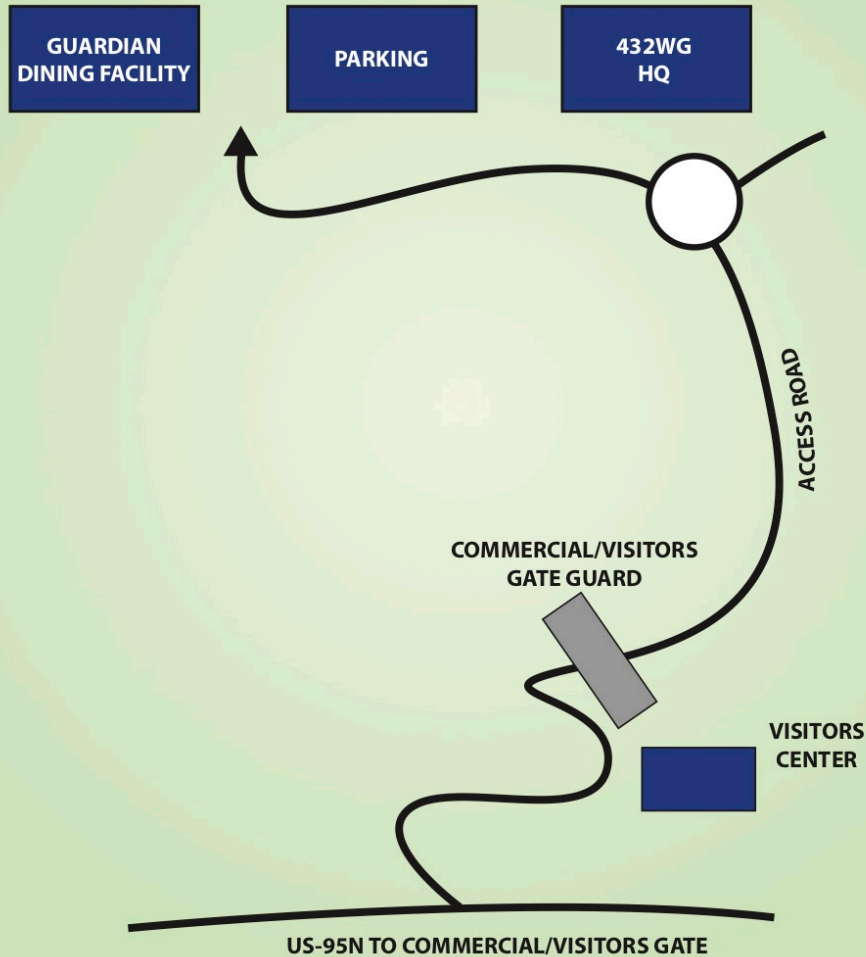 GUARDIAN
DINING FACILITY
PARKING
432WG
HQ
ACCESS ROAD
COMMERCIAL/VISITORS
GATE GUARD
VISITORS
CENTER
US-95N TO COMMERCIAL/VISITORS GATE